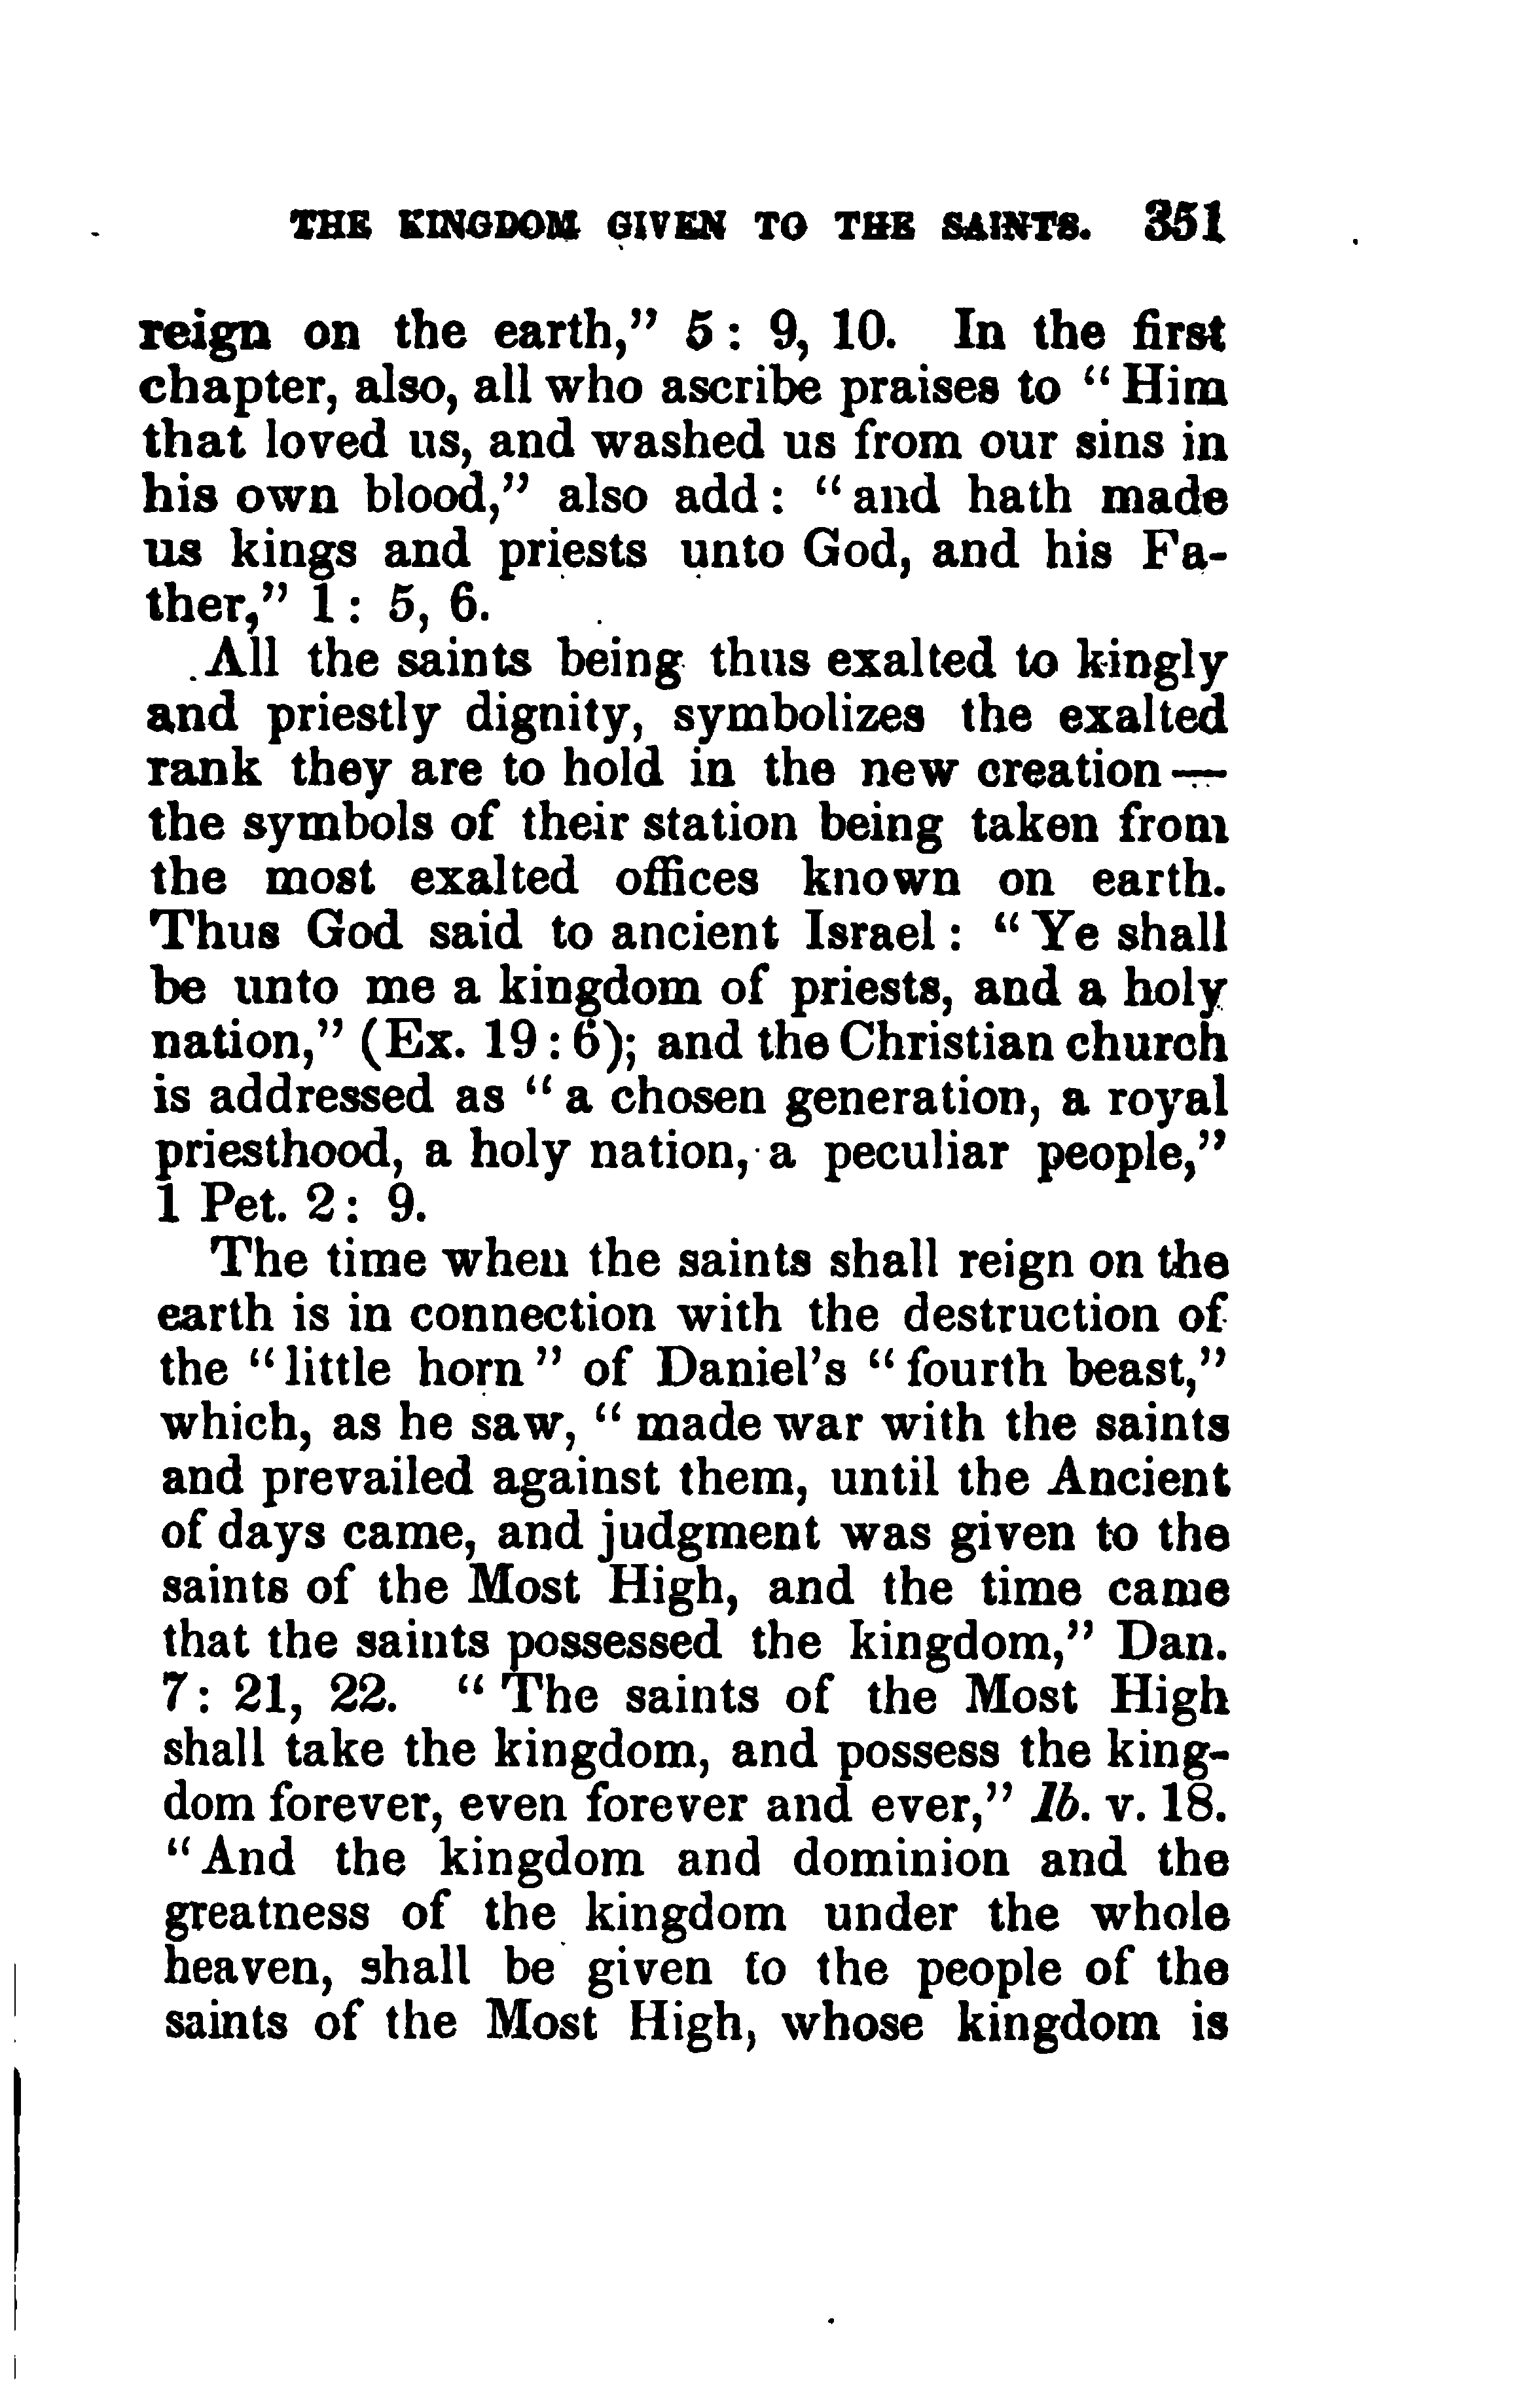 THE KINGDOM GIVEN TO THE SAINTS. 351
reign on the earth,” 5: 9, 10. In the first
chapter, also, all who ascribe praises to “Him
that loved us, and washed us from our sins in
his own blood,” also add: “and hath made
us kings and priests unto God, and his Fa-
ther,” 1: 5, 6.
All the saints being thus exalted to kingly
and priestly dignity, symbolizes the exalted
rank they are to hold in the new creation—
the symbols of their station being taken from
the most exalted offices known on earth.
Thus God said to ancient Israel: “Ye shall
be unto me a kingdom of priests, and a holy
nation,” (Ex. 19:6); and the Christian church
is addressed as “a chosen generation, a royal
priesthood, a holy nation, a peculiar people,”
1 Pet. 2: 9.
The time when the saints shall reign on the
earth is in connection with the destruction of
the “little horn” of Daniel’s “fourth beast,”
which, as he saw, “made war with the saints
and prevailed against them, until the Ancient
of days came, and judgment was given to the
saints of the Most High, and the time came
that the saints possessed the kingdom,” Dan.
7: 21, 22. “The saints of the Most High
shall take the kingdom, and possess the king-
dom forever, even forever and ever,” Ib. v. 18.
“And the kingdom and dominion and the
greatness of the kingdom under the whole
heaven, shall be given to the people of the
saints of the Most High, whose kingdom is